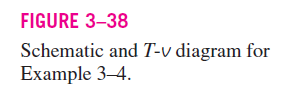 FIGURE 3–38
Schematic and T-v diagram for
Example 3–4.